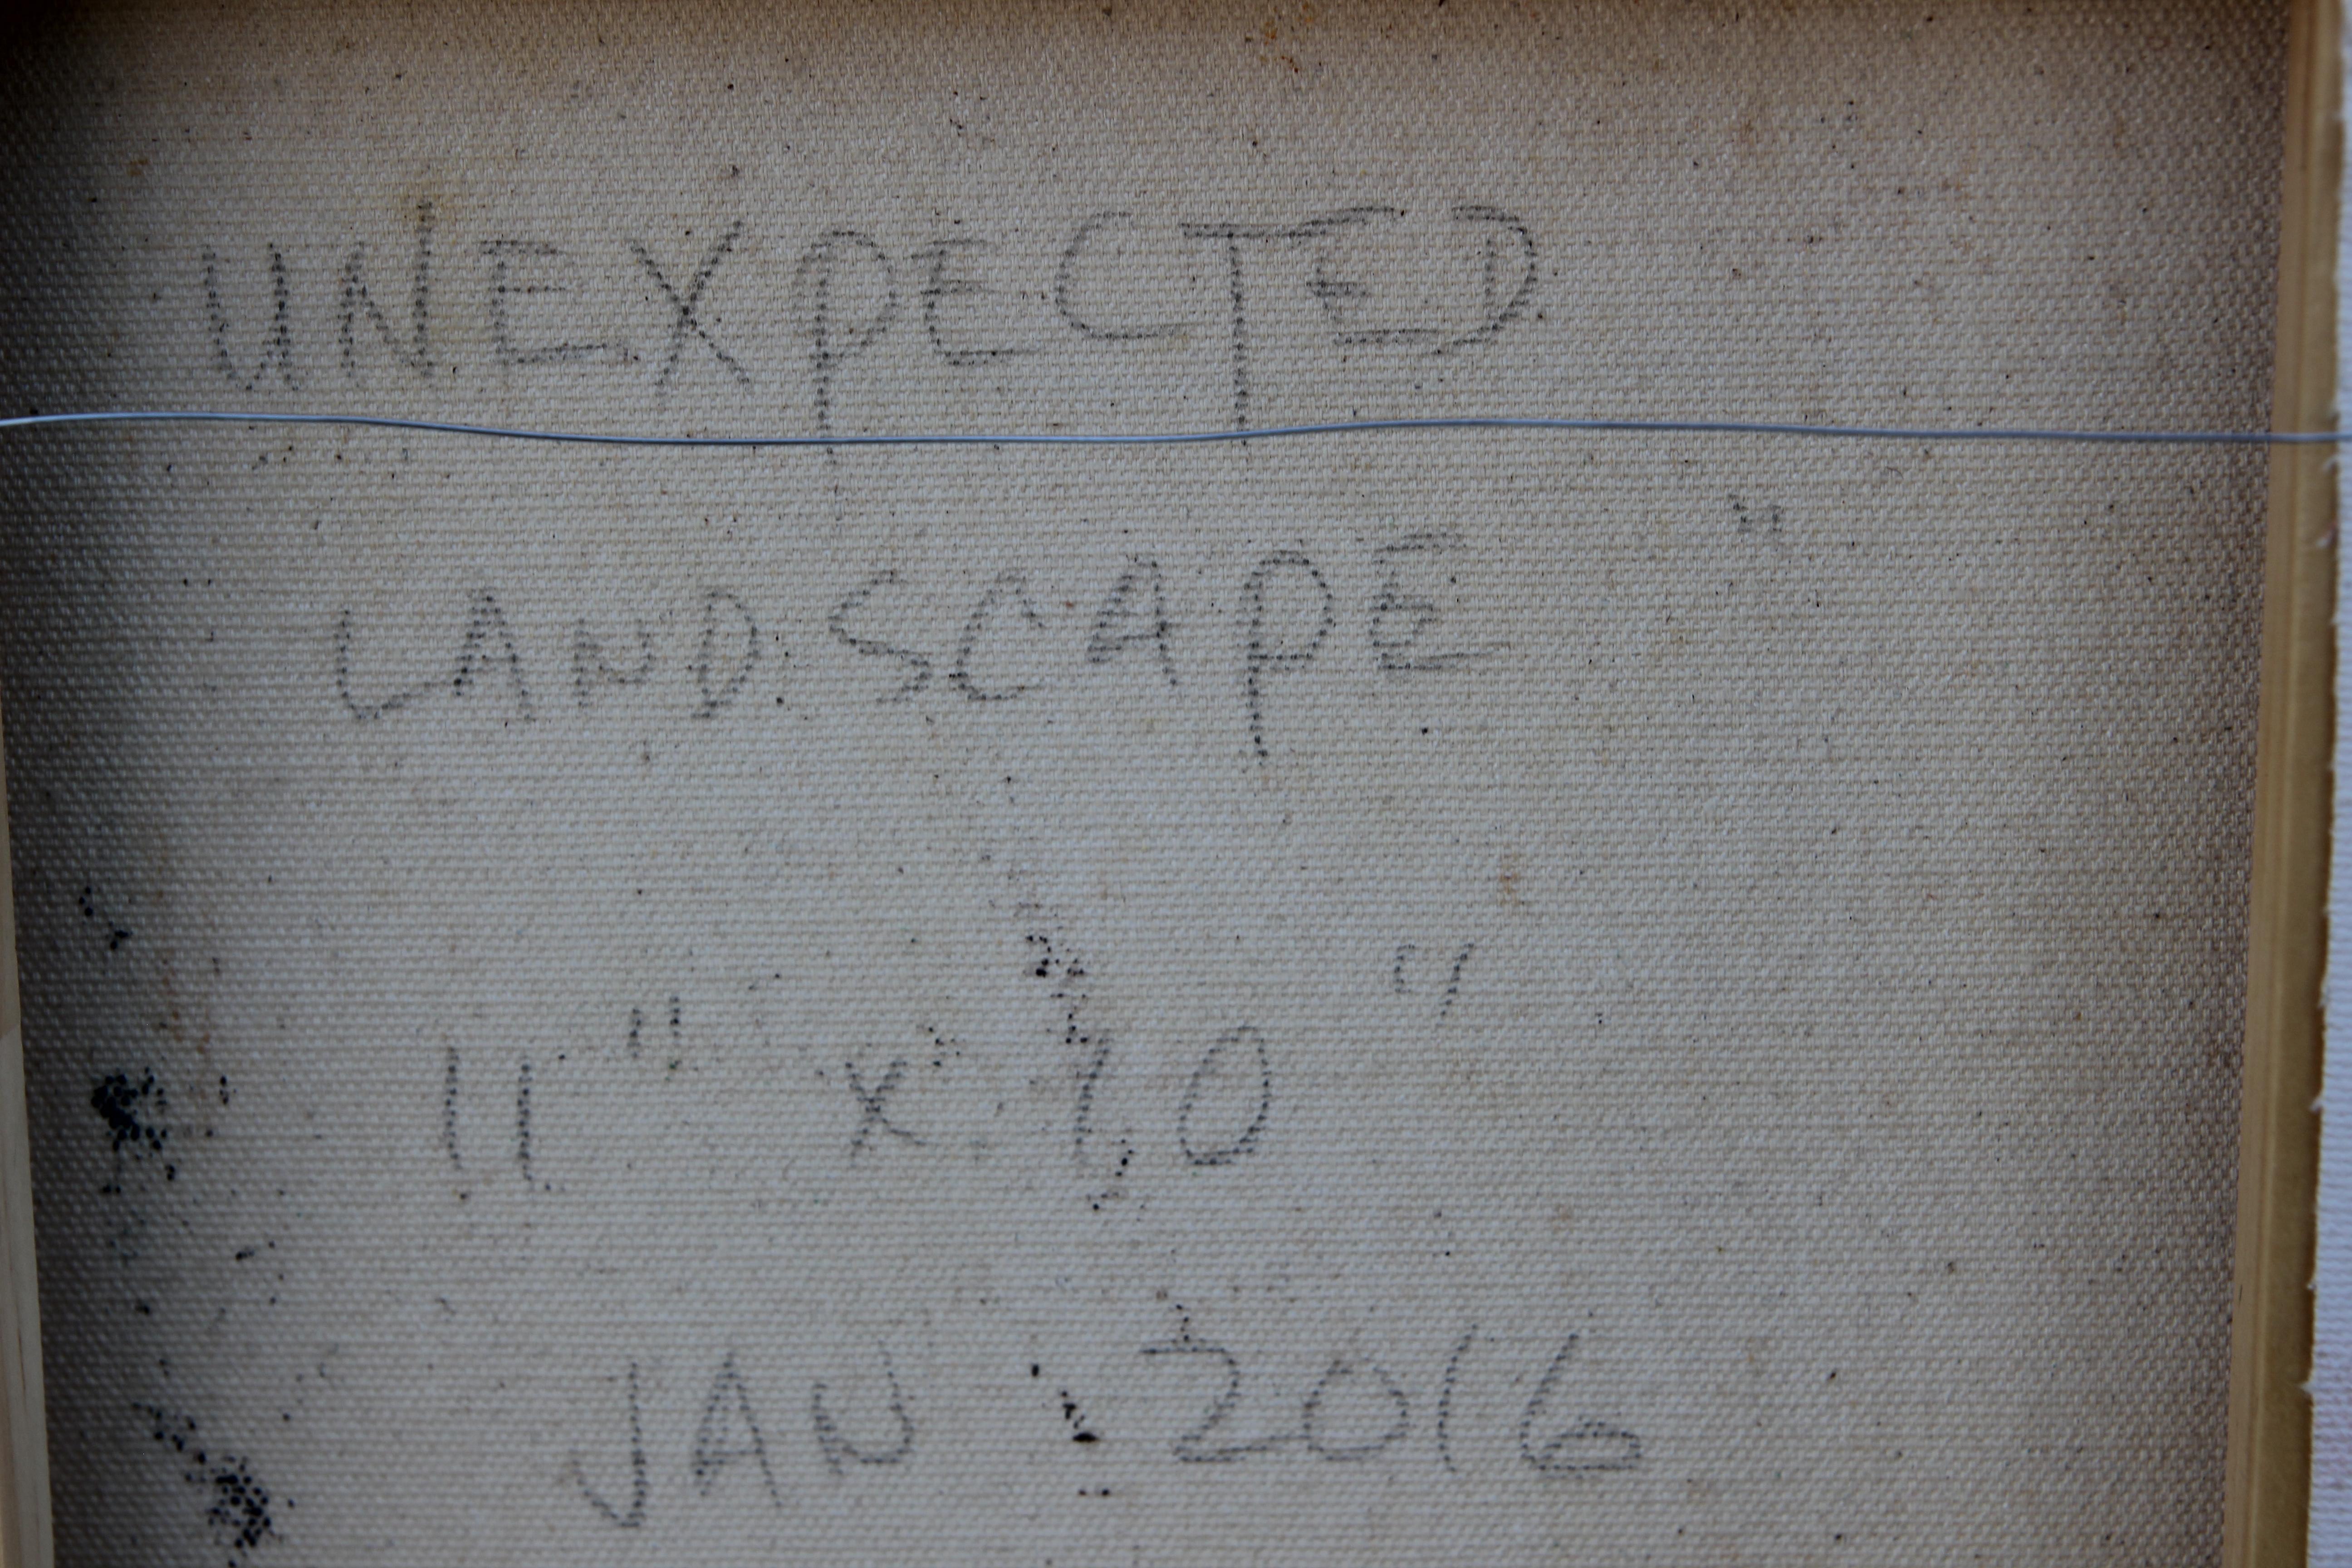 UNEXPECTED
LANDSCAPE "
11" x 10"
JAN 2016